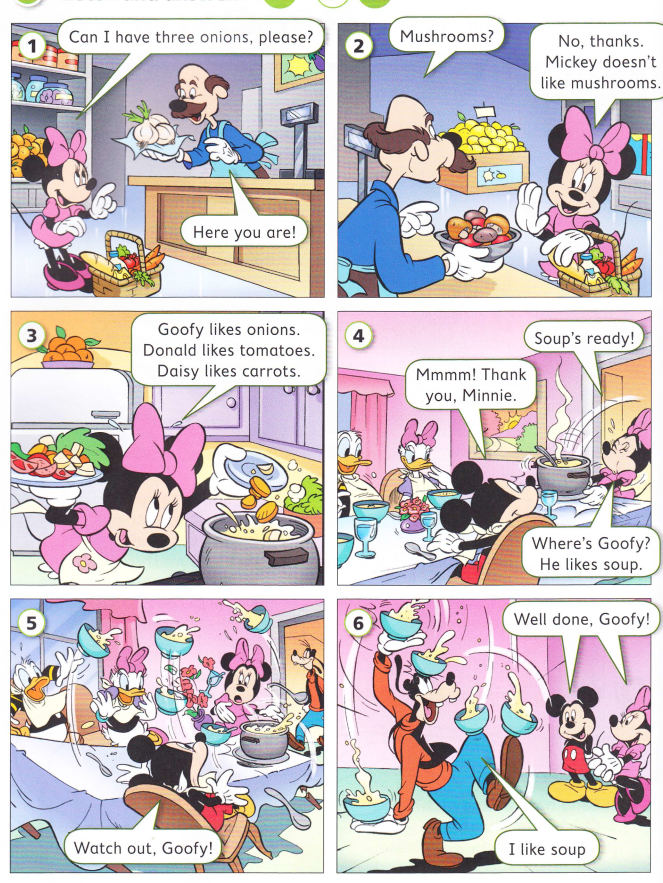 1
Can I have three onions, please?
Here you are!
2
Mushrooms?
No, thanks.
Mickey doesn't
like mushrooms.
3
Goofy likes onions.
Donald likes tomatoes.
Daisy likes carrots.
4
Soup's ready!
Mmmm! Thank
you, Minnie.
Where's Goofy?
He likes soup.
5
Watch out, Goofy!
6
Well done, Goofy!
I like soup